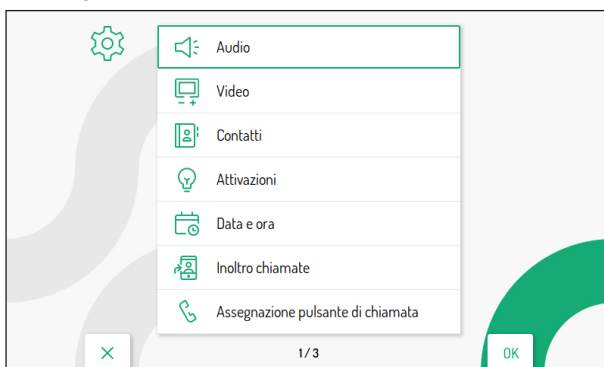 Audio
Video
Contatti
Attivazioni
Data e ora
Inoltro chiamate
Assegnazione pulsante di chiamata
1/3
OK